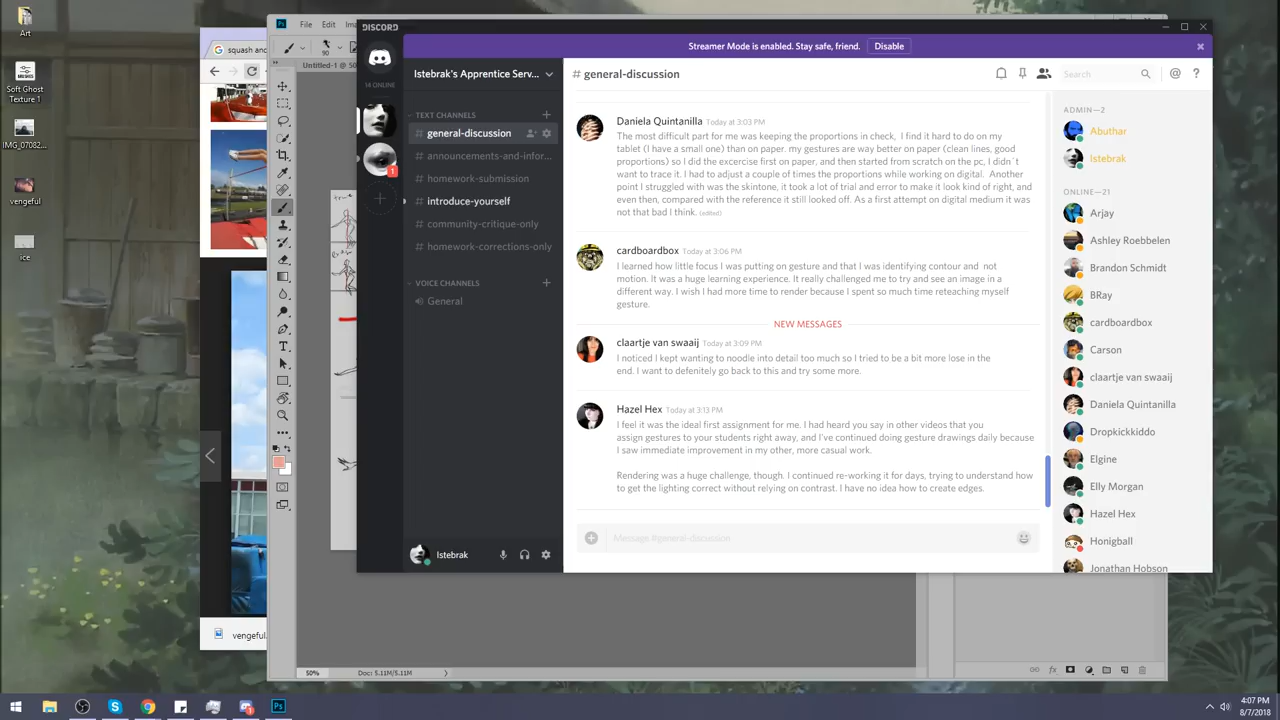 Art
Soft Ghost
Texture 1
IMG_07082...
vengeful
ice
squash and
vengeful.
File Edit Im
90
Untitled-1 @ 50
50% Doc: 5.11M/5.11M
fx
DISCORD
14 ONLINE
1
Streamer Mode is enabled. Stay safe, friend. Disable
Istebrak's Apprentice Serv...
TEXT CHANNELS
# general-discussion
# announcements-and-infor...
# homework-submission
introduce-yourself
# community-critique-only
# homework-corrections-only
VOICE CHANNELS
General
Istebrak
# general-discussion
Search
Daniela Quintanilla Today at 3:03 PM
The most difficult part for me was keeping the proportions in check, I find it hard to do on my
tablet (I have a small one) than on paper. my gestures are way better on paper (clean lines, good
proportions) so I did the excercise first on paper, and then started from scratch on the pc, I didn´t
want to trace it. I had to adjust a couple of times the proportions while working on digital. Another
point I struggled with was the skintone, it took a lot of trial and error to make it look kind of right, and
even then, compared with the reference it still looked off. As a first attempt on digital medium it was
not that bad I think. (edited)
cardboardbox Today at 3:06 PM
I learned how little focus I was putting on gesture and that I was identifying contour and not
motion. It was a huge learning experience. It really challenged me to try and see an image in a
different way. I wish I had more time to render because I spent so much time reteaching myself
gesture.
NEW MESSAGES
claartje van swaaij Today at 3:09 PM
I noticed I kept wanting to noodle into detail too much so I tried to be a bit more lose in the
end. I want to defenitely go back to this and try some more.
Hazel Hex Today at 3:13 PM
I feel it was the ideal first assignment for me. I had heard you say in other videos that you
assign gestures to your students right away, and I've continued doing gesture drawings daily because
I saw immediate improvement in my other, more casual work.
Rendering was a huge challenge, though. I continued re-working it for days, trying to understand how
to get the lighting correct without relying on contrast. I have no idea how to create edges.
Message #general-discussion
ADMIN—2
Abuthar
Istebrak
ONLINE—21
Arjay
Ashley Roebbelen
Brandon Schmidt
BRay
cardboardbox
Carson
claartje van swaaij
Daniela Quintanilla
Dropkickkiddo
Elgine
Elly Morgan
Hazel Hex
Honigball
Jonathan Hobson
4:07 PM
8/7/2018